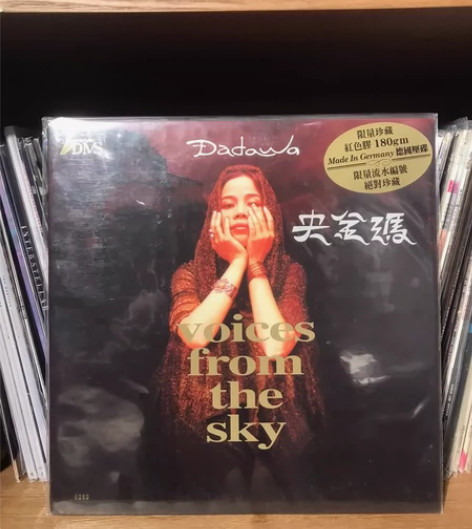 DMS
Dadawa
限量珍藏
紅色膠 180gm
Made In Germany 德國壓碟
限量流水編號
絕對珍藏
央金瑪
voices
from
the
sky